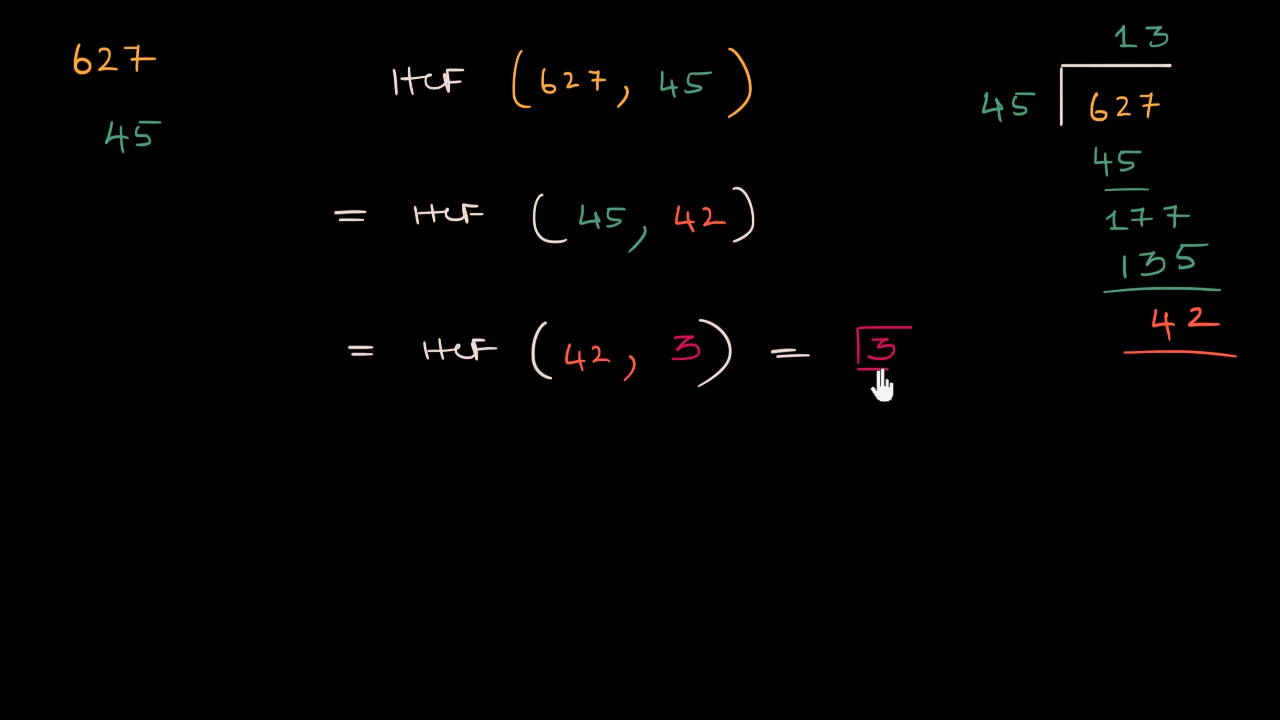 627
45
HCF (627, 45)
= HCF (45, 42)
= HCF (42, 3) = 3
13
45 627
45
177
135
42